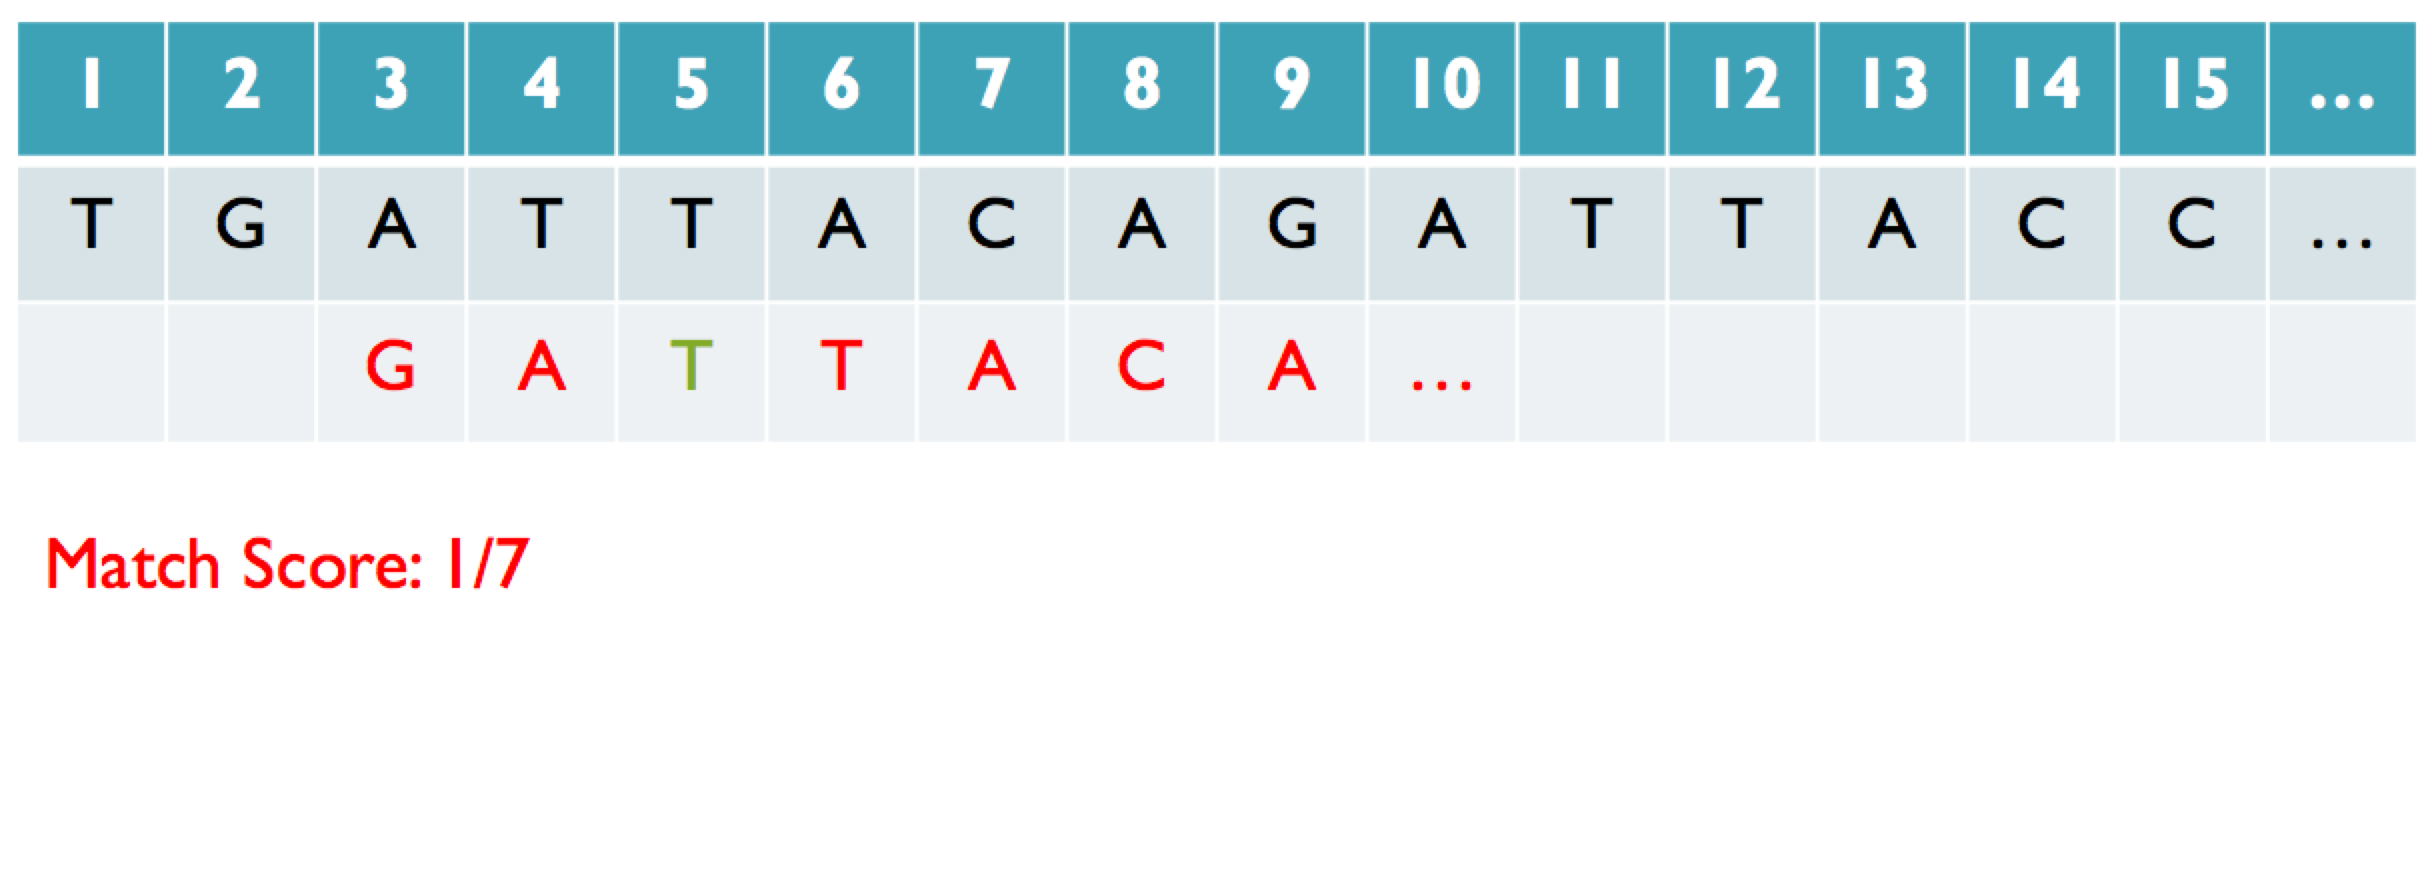 1 2 3 4 5 6 7 8 9 10 11 12 13 14 15 ...
T G A T T A C A G A T T A C C ...
G A T T A C A ...
Match Score: 1/7